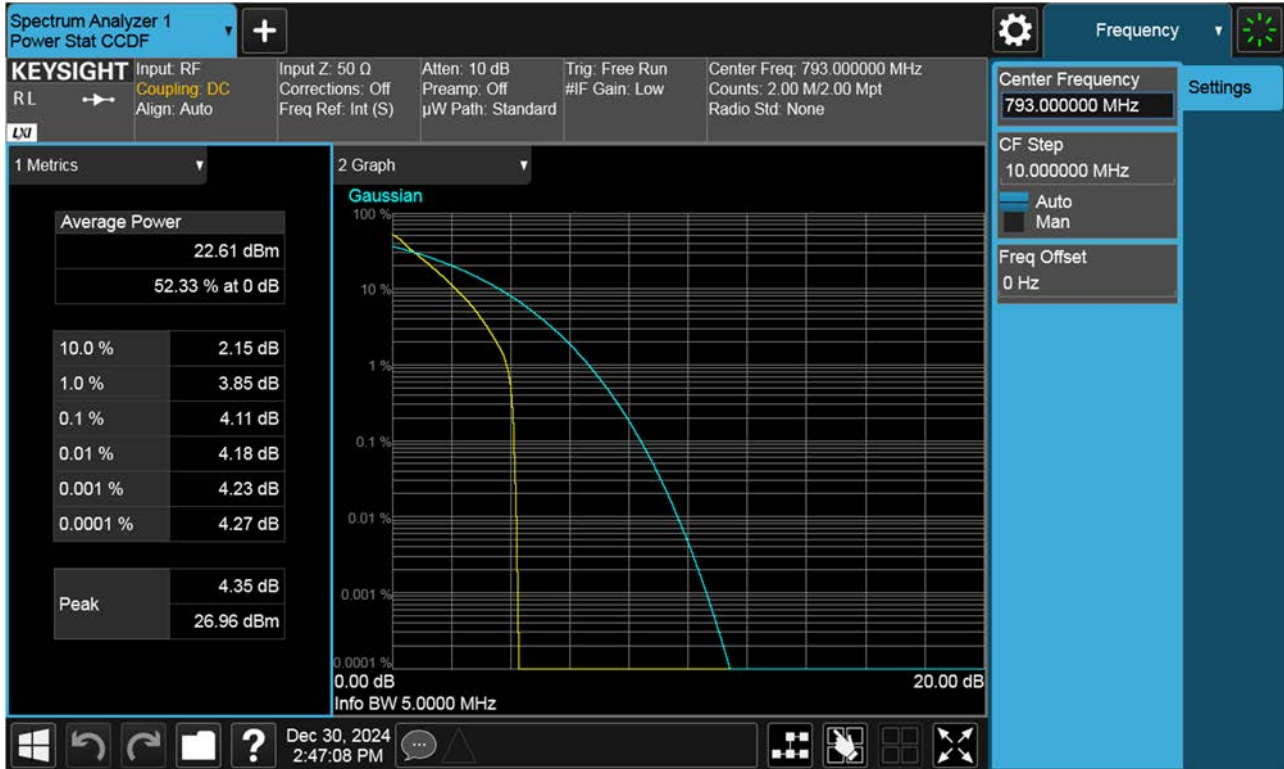 Spectrum Analyzer 1
Power Stat CCDF
Frequency
KEYSIGHT
RL
LXI
Input: RF
Coupling: DC
Align: Auto
Input Z: 50 Ω
Corrections: Off
Freq Ref: Int (S)
Atten: 10 dB
Preamp: Off
µW Path: Standard
Trig: Free Run
#IF Gain: Low
Center Freq: 793.000000 MHz
Counts: 2.00 M/2.00 Mpt
Radio Std: None
Center Frequency
793.000000 MHz
Settings
CF Step
10.000000 MHz
Auto
Man
Freq Offset
0 Hz
1 Metrics
Average Power
22.61 dBm
52.33 % at 0 dB
10.0 % 2.15 dB
1.0 % 3.85 dB
0.1 % 4.11 dB
0.01 % 4.18 dB
0.001 % 4.23 dB
0.0001 % 4.27 dB
Peak
4.35 dB
26.96 dBm
2 Graph
Gaussian
100 %
10 %
1 %
0.1 %
0.01 %
0.001 %
0.0001 %
0.00 dB 20.00 dB
Info BW 5.0000 MHz
?
Dec 30, 2024
2:47:08 PM